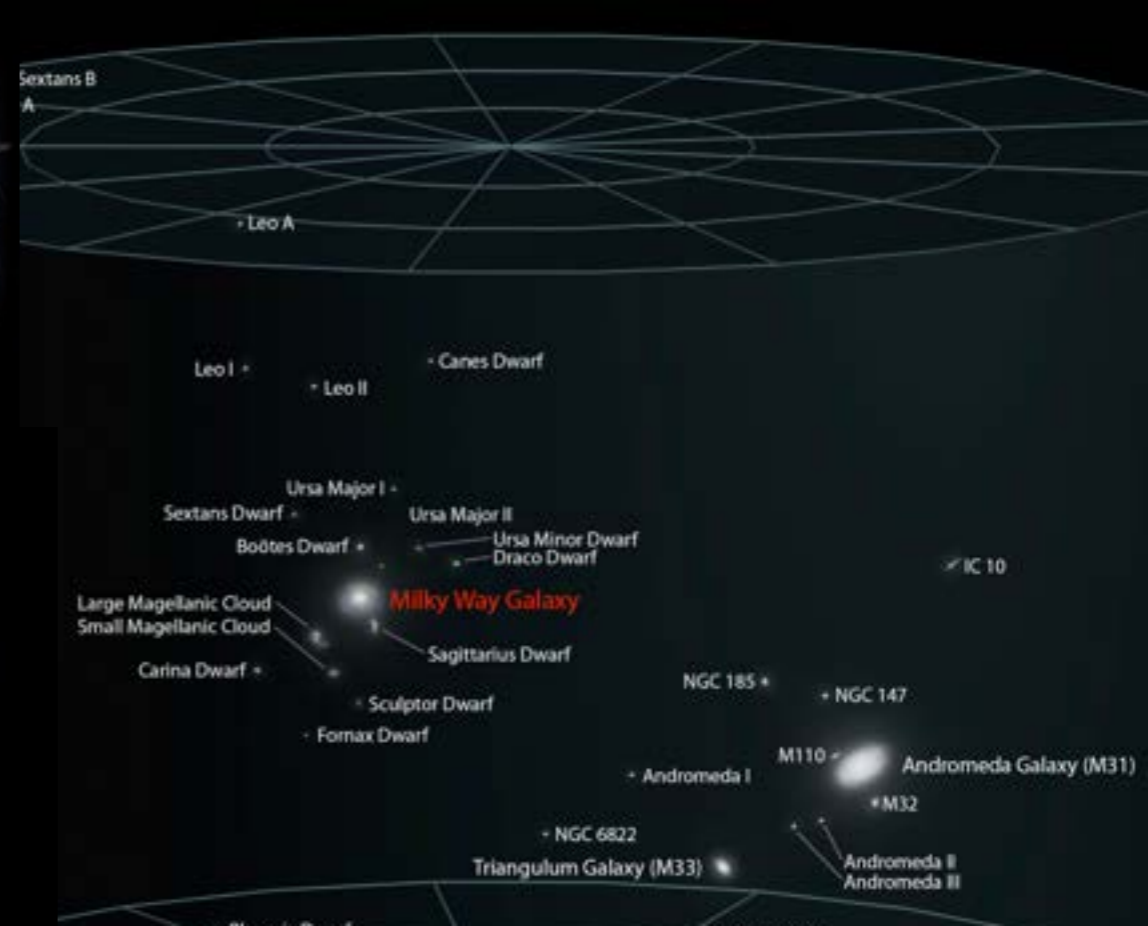 Sextans B
A
Leo A
Leo I
Canes Dwarf
Leo II
Ursa Major I
Sextans Dwarf
Ursa Major II
Boötes Dwarf
Ursa Minor Dwarf
Draco Dwarf
IC 10
Milky Way Galaxy
Large Magellanic Cloud
Small Magellanic Cloud
Sagittarius Dwarf
Carina Dwarf
NGC 185
NGC 147
Sculptor Dwarf
Fornax Dwarf
M110
Andromeda Galaxy (M31)
Andromeda I
M32
NGC 6822
Triangulum Galaxy (M33)
Andromeda II
Andromeda III